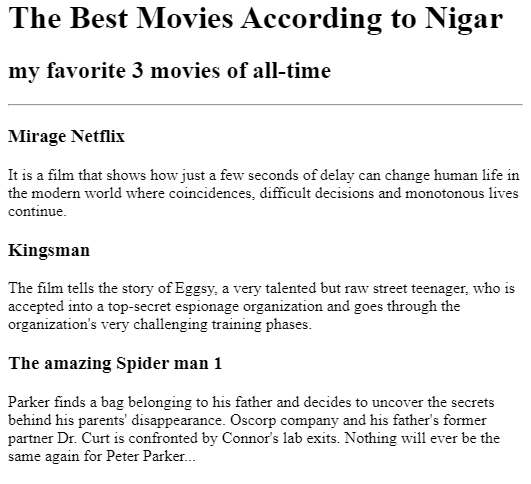 The Best Movies According to Nigar
my favorite 3 movies of all-time
Mirage Netflix
It is a film that shows how just a few seconds of delay can change human life in
the modern world where coincidences, difficult decisions and monotonous lives
continue.
Kingsman
The film tells the story of Eggsy, a very talented but raw street teenager, who is
accepted into a top-secret espionage organization and goes through the
organization's very challenging training phases.
The amazing Spider man 1
Parker finds a bag belonging to his father and decides to uncover the secrets
behind his parents' disappearance. Oscorp company and his father's former
partner Dr. Curt is confronted by Connor's lab exits. Nothing will ever be the
same again for Peter Parker...